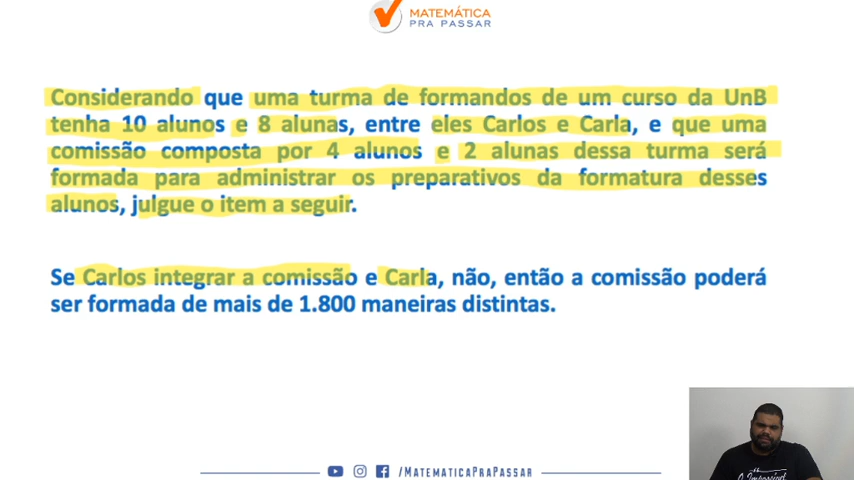 MATEMÁTICA
PRA PASSAR
Considerando que uma turma de formandos de um curso da UnB
tenha 10 alunos e 8 alunas, entre eles Carlos e Carla, e que uma
comissão composta por 4 alunos e 2 alunas dessa turma será
formada para administrar os preparativos da formatura desses
alunos, julgue o item a seguir.
Se Carlos integrar a comissão e Carla, não, então a comissão poderá
ser formada de mais de 1.800 maneiras distintas.
/MATEMATICAPRAPASSAR